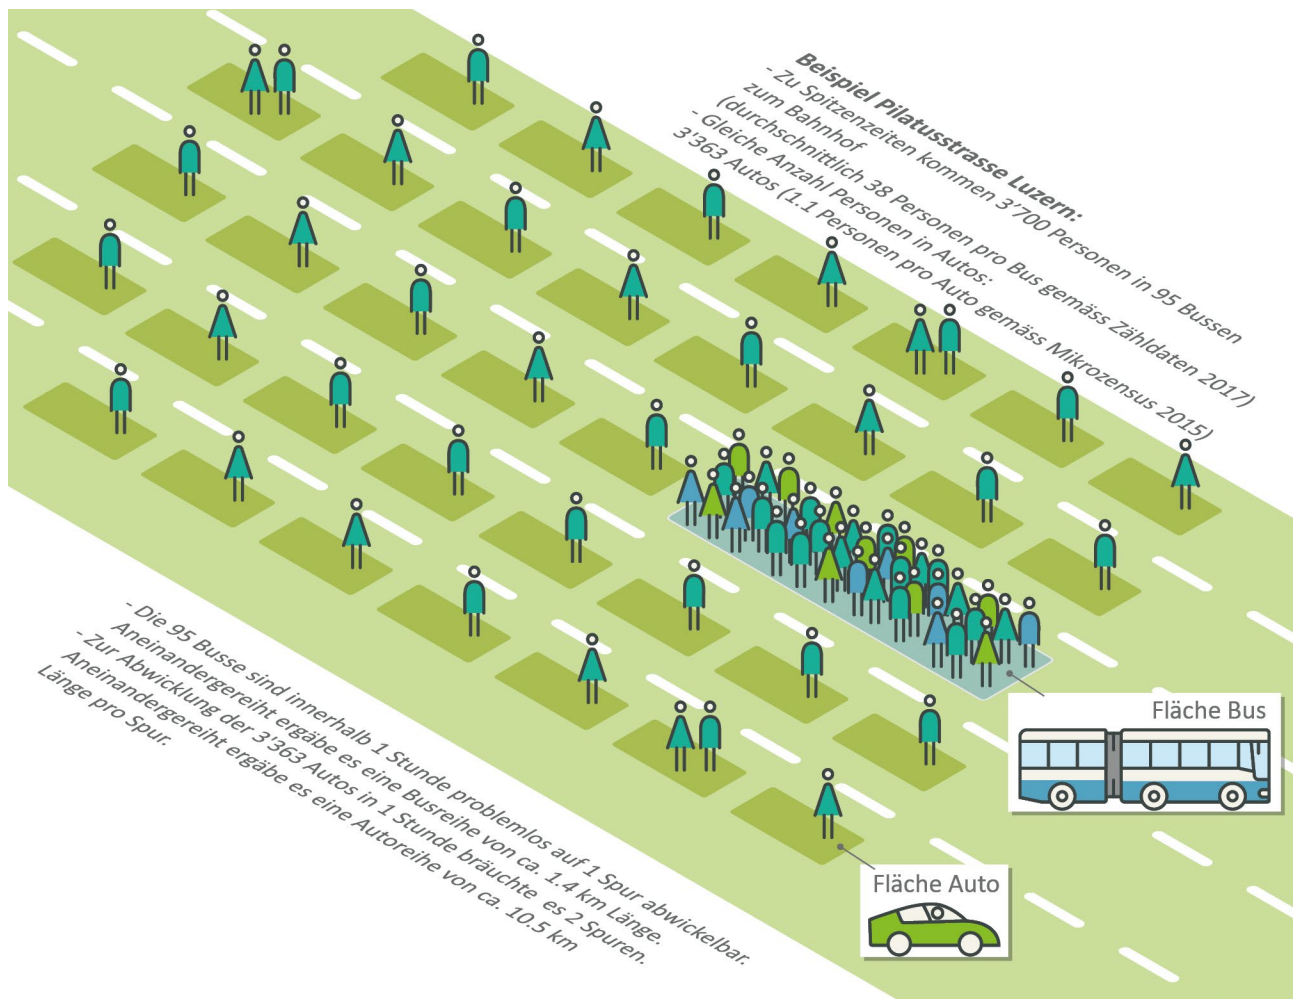 Beispiel Pilatusstrasse Luzern:
- Zu Spitzenzeiten kommen 3'700 Personen in 95 Bussen
zum Bahnhof
(durchschnittlich 38 Personen pro Bus gemäss Zähldaten 2017)
- Gleiche Anzahl Personen in Autos:
3'363 Autos (1.1 Personen pro Auto gemäss Mikrozensus 2015)
- Die 95 Busse sind innerhalb 1 Stunde problemlos auf 1 Spur abwickelbar.
Aneinandergereiht ergäbe es eine Busreihe von ca. 1.4 km Länge.
- Zur Abwicklung der 3'363 Autos in 1 Stunde bräuchte es 2 Spuren.
Aneinandergereiht ergäbe es eine Autoreihe von ca. 10.5 km
Länge pro Spur.
Fläche Bus
Fläche Auto